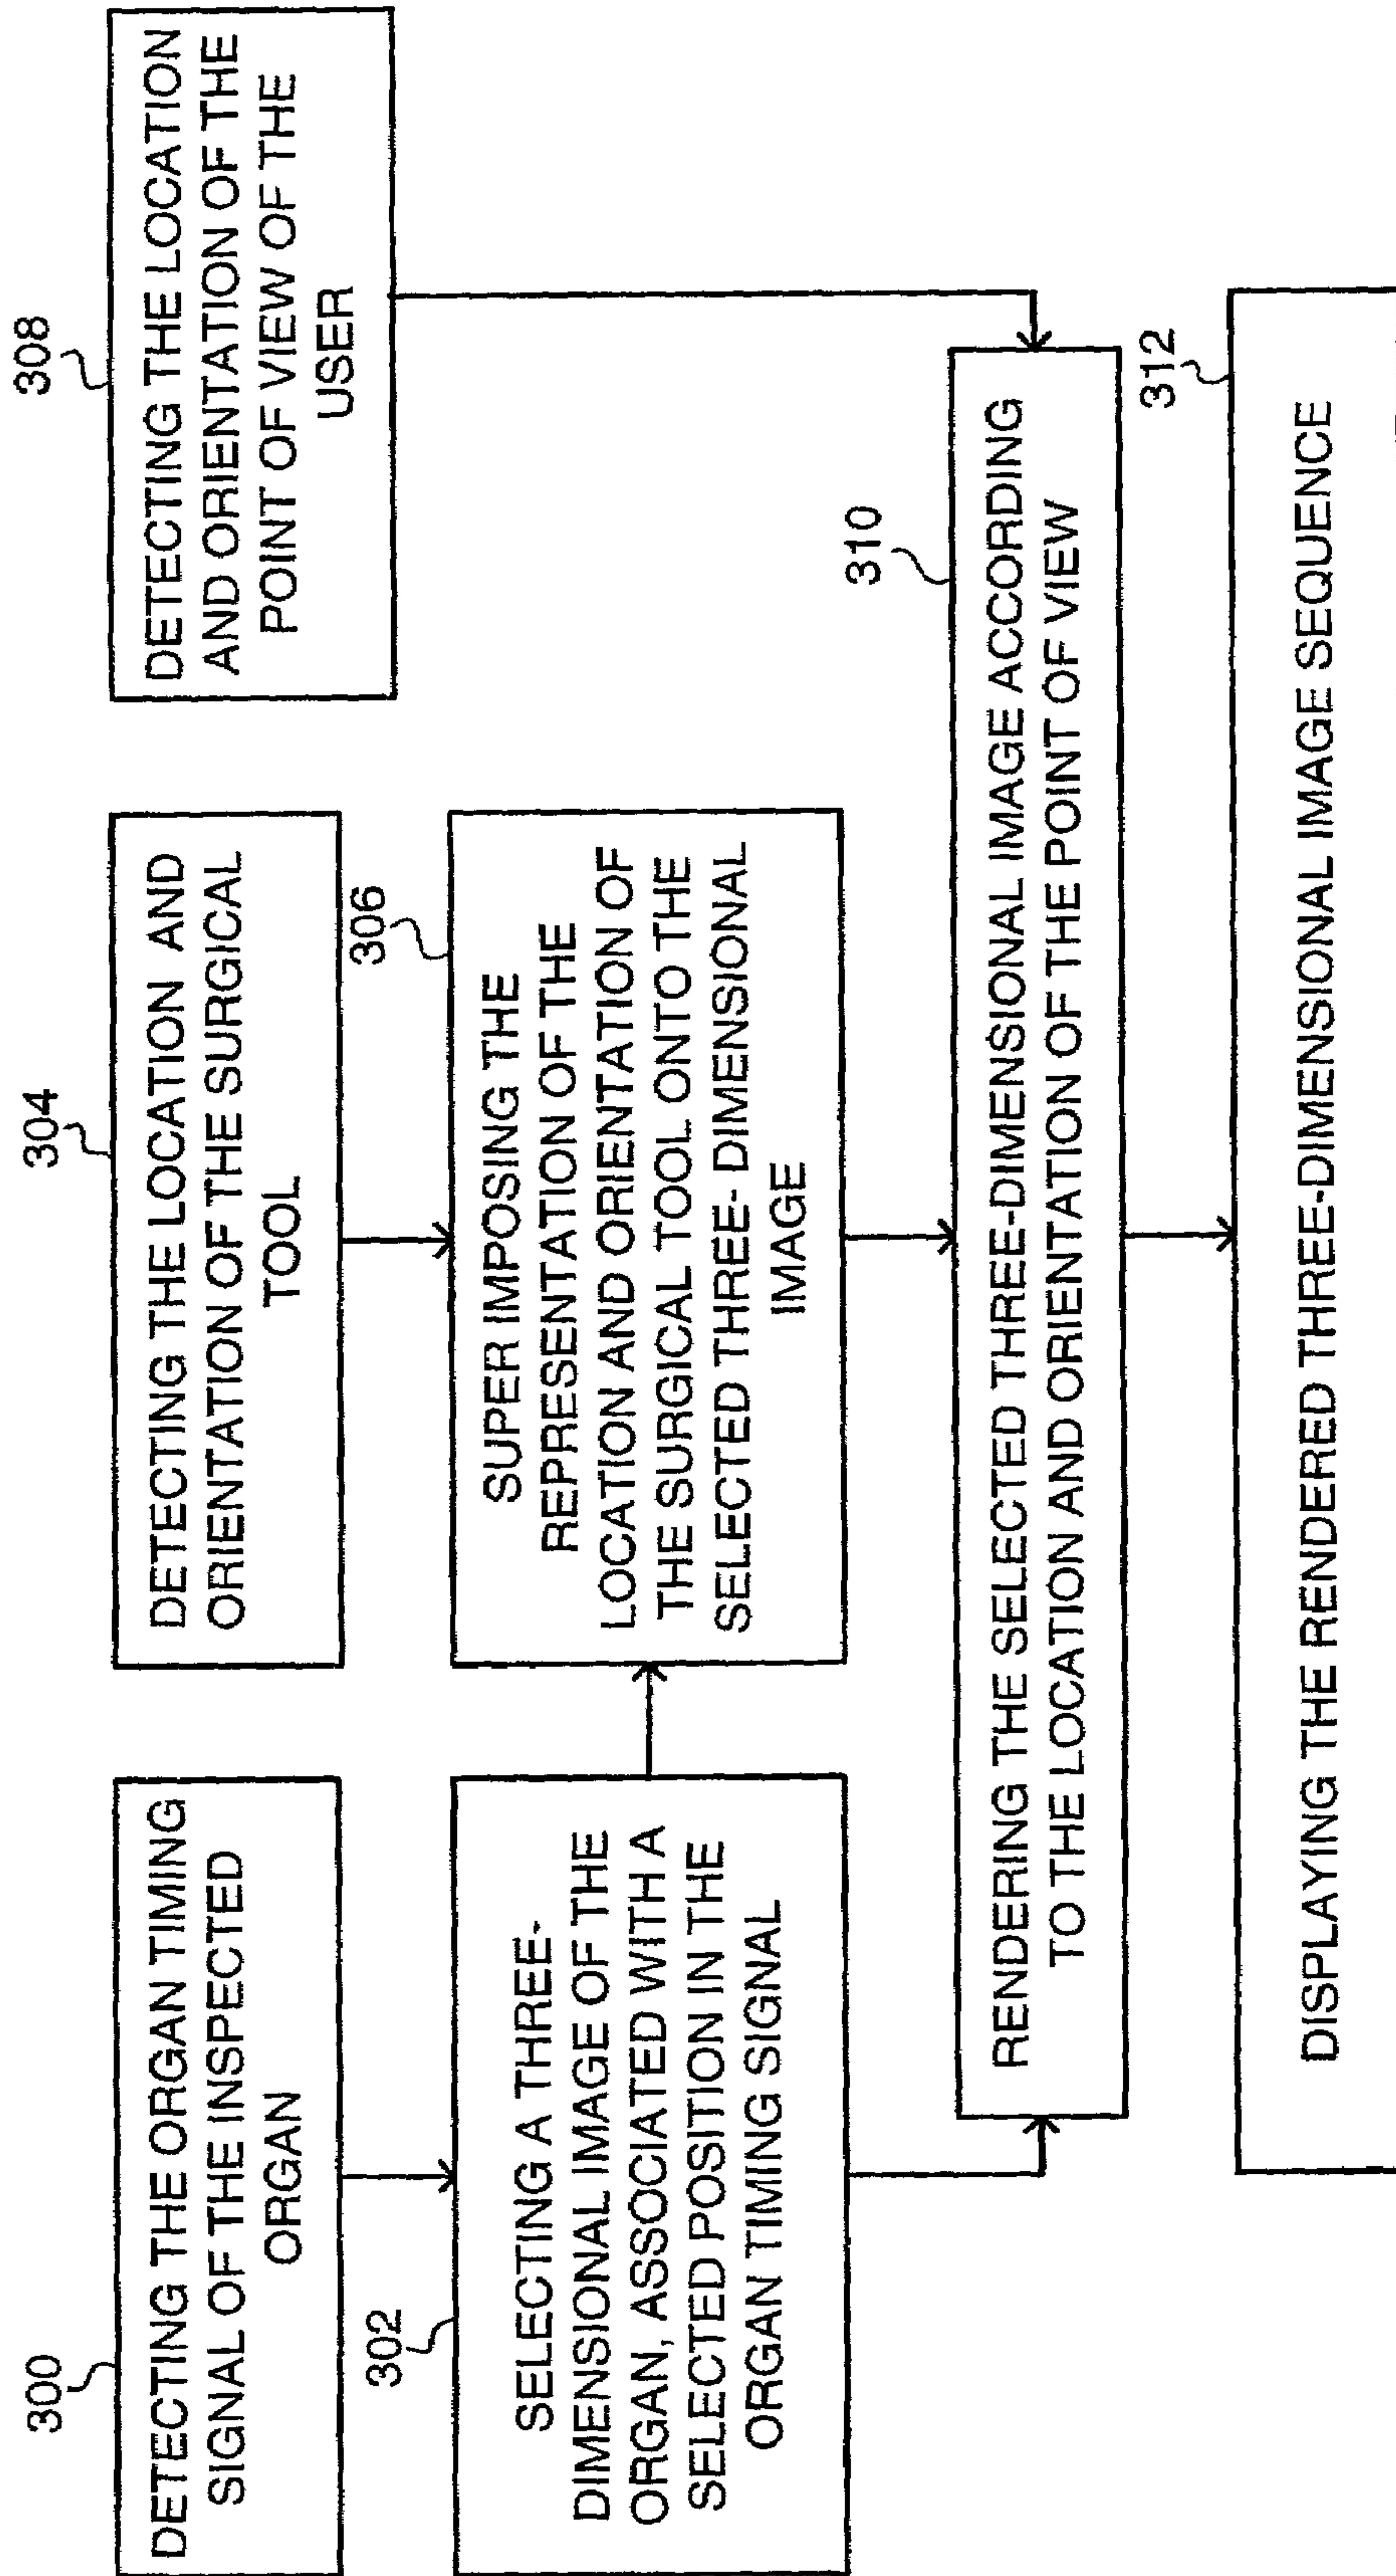 300
DETECTING THE ORGAN TIMING
SIGNAL OF THE INSPECTED
ORGAN
304
DETECTING THE LOCATION AND
ORIENTATION OF THE SURGICAL
TOOL
308
DETECTING THE LOCATION
AND ORIENTATION OF THE
POINT OF VIEW OF THE
USER
302
SELECTING A THREE-
DIMENSIONAL IMAGE OF THE
ORGAN, ASSOCIATED WITH A
SELECTED POSITION IN THE
ORGAN TIMING SIGNAL
306
SUPER IMPOSING THE
REPRESENTATION OF THE
LOCATION AND ORIENTATION OF
THE SURGICAL TOOL ONTO THE
SELECTED THREE- DIMENSIONAL
IMAGE
310
RENDERING THE SELECTED THREE-DIMENSIONAL IMAGE ACCORDING
TO THE LOCATION AND ORIENTATION OF THE POINT OF VIEW
312
DISPLAYING THE RENDERED THREE-DIMENSIONAL IMAGE SEQUENCE